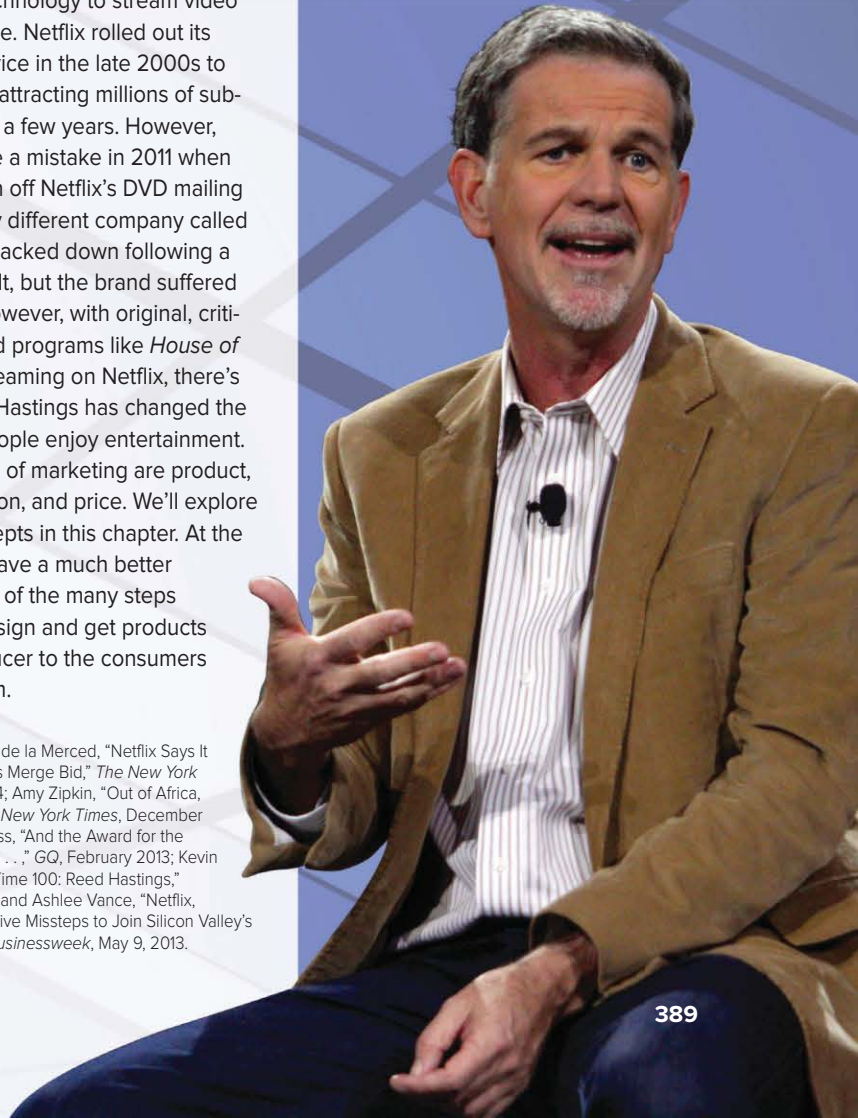 chnology to stream video
e. Netflix rolled out its
vice in the late 2000s to
attracting millions of sub-
a few years. However,
e a mistake in 2011 when
n off Netflix’s DVD mailing
y different company called
acked down following a
lt, but the brand suffered
owever, with original, criti-
d programs like House of
eaming on Netflix, there’s
Hastings has changed the
ople enjoy entertainment.
of marketing are product,
on, and price. We’ll explore
epts in this chapter. At the
ave a much better
of the many steps
sign and get products
ucer to the consumers
n.
de la Merced, “Netflix Says It
s Merge Bid,” The New York
4; Amy Zipkin, “Out of Africa,
New York Times, December
ss, “And the Award for the
. . ,” GQ, February 2013; Kevin
Time 100: Reed Hastings,”
and Ashlee Vance, “Netflix,
ive Missteps to Join Silicon Valley’s
usinessweek, May 9, 2013.
389